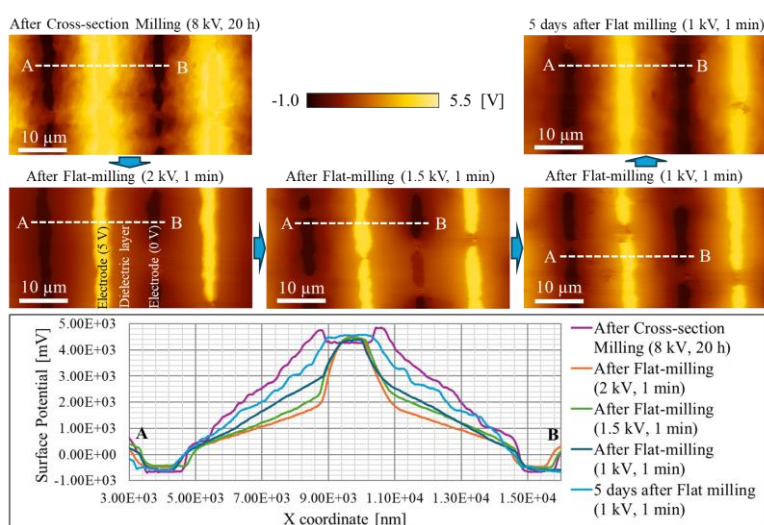 After Cross-section Milling (8 kV, 20 h)
A
B
10 µm
-1.0
5.5 [V]
5 days after Flat milling (1 kV, 1 min)
A
B
10 µm
After Flat-milling (2 kV, 1 min)
A
B
Electrode (5 V)
Dielectric layer
Electrode (0 V)
10 µm
After Flat-milling (1.5 kV, 1 min)
A
B
10 µm
After Flat-milling (1 kV, 1 min)
A
B
10 µm
Surface Potential [mV]
5.00E+03
4.00E+03
3.00E+03
2.00E+03
1.00E+03
0.00E+00
-1.00E+03
A
B
3.00E+03 5.00E+03 7.00E+03 9.00E+03 1.10E+04 1.30E+04 1.50E+04
X coordinate [nm]
After Cross-section
Milling (8 kV, 20 h)
After Flat-milling
(2 kV, 1 min)
After Flat-milling
(1.5 kV, 1 min)
After Flat-milling
(1 kV, 1 min)
5 days after Flat milling
(1 kV, 1 min)